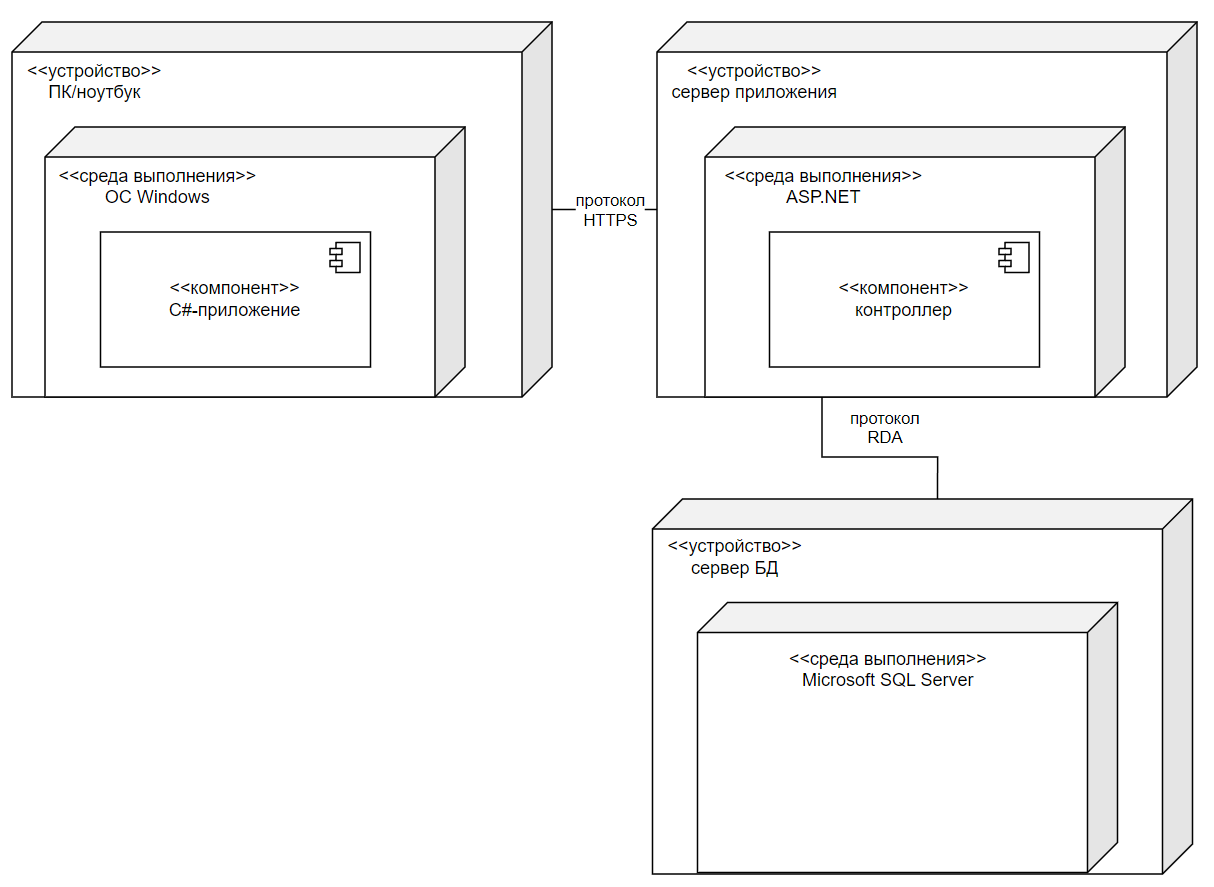 <<устройство>>
ПК/ноутбук
<<среда выполнения>>
ОС Windows
<<компонент>>
C#-приложение
протокол
HTTPS
<<устройство>>
сервер приложения
<<среда выполнения>>
ASP.NET
<<компонент>>
контроллер
протокол
RDA
<<устройство>>
сервер БД
<<среда выполнения>>
Microsoft SQL Server